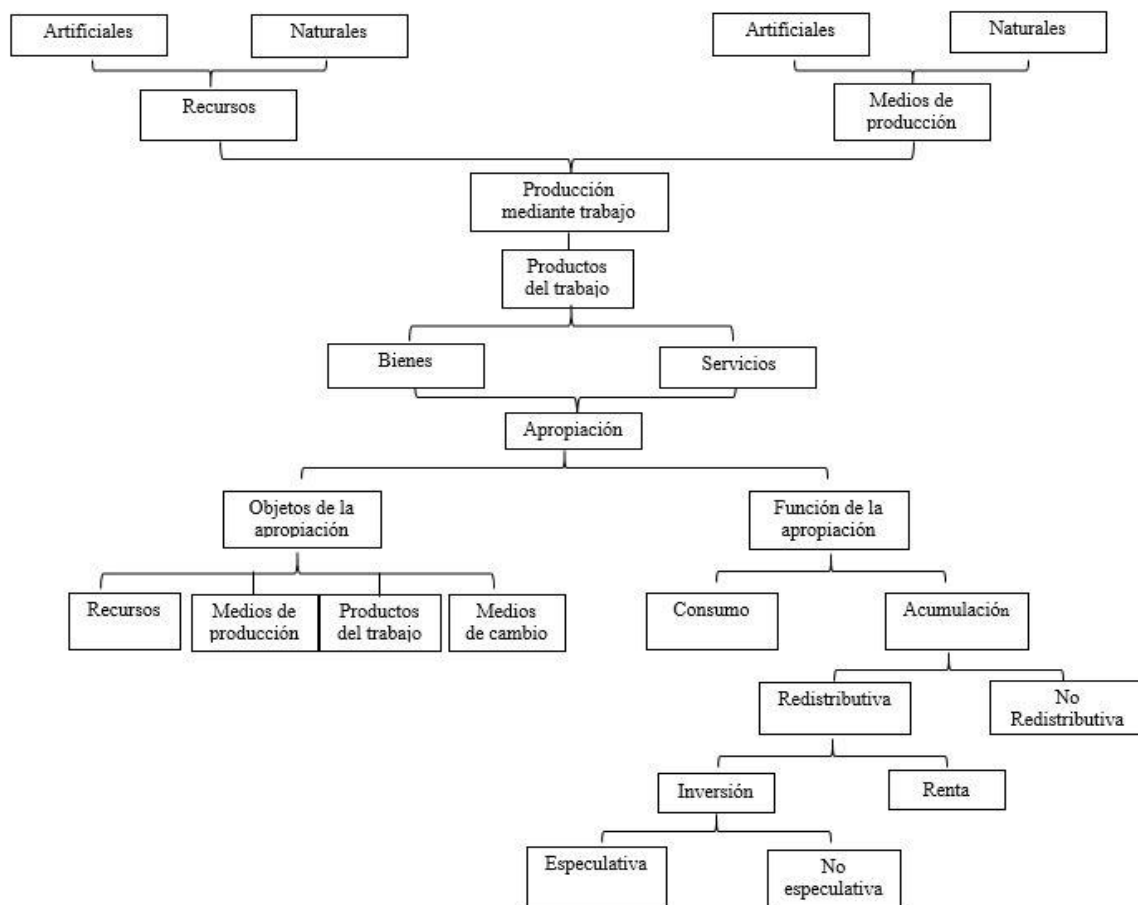 Artificiales
Naturales
Artificiales
Naturales
Recursos
Medios de
producción
Producción
mediante trabajo
Productos
del trabajo
Bienes
Servicios
Apropiación
Objetos de la
apropiación
Función de la
apropiación
Recursos
Medios de
producción
Productos
del trabajo
Medios
de cambio
Consumo
Acumulación
Redistributiva
No
Redistributiva
Inversión
Renta
Especulativa
No
especulativa